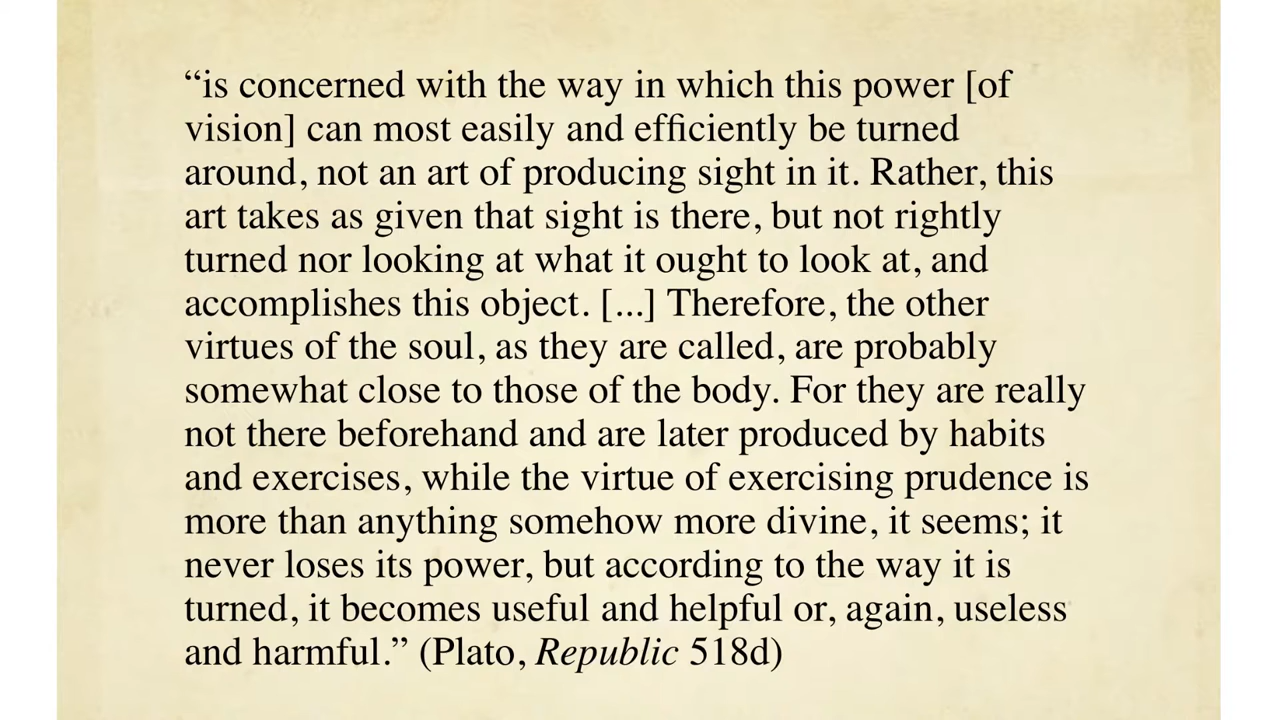 “is concerned with the way in which this power [of
vision] can most easily and efficiently be turned
around, not an art of producing sight in it. Rather, this
art takes as given that sight is there, but not rightly
turned nor looking at what it ought to look at, and
accomplishes this object. [...] Therefore, the other
virtues of the soul, as they are called, are probably
somewhat close to those of the body. For they are really
not there beforehand and are later produced by habits
and exercises, while the virtue of exercising prudence is
more than anything somehow more divine, it seems; it
never loses its power, but according to the way it is
turned, it becomes useful and helpful or, again, useless
and harmful.” (Plato, Republic 518d)